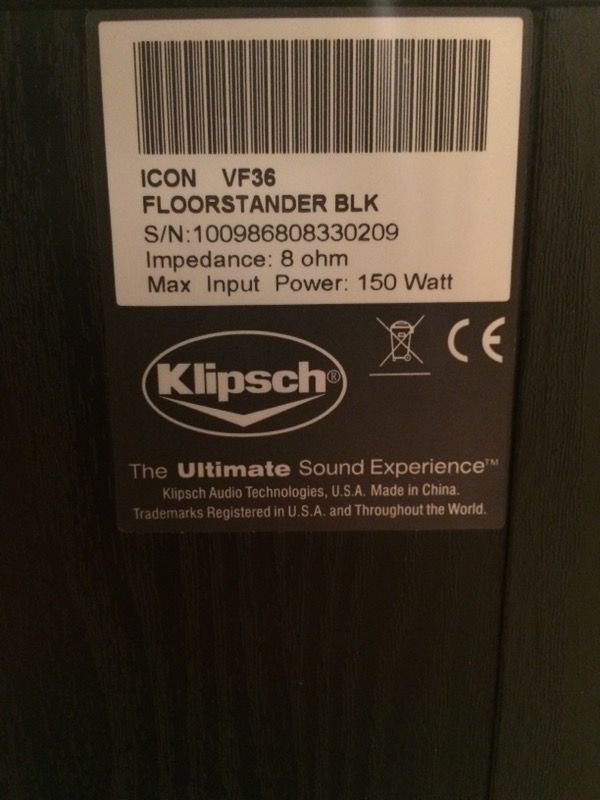 ICON VF36
FLOORSTANDER BLK
S/N:100986808330209
Impedance: 8 ohm
Max Input Power: 150 Watt
CE
Klipsch®
The Ultimate Sound Experience™
Klipsch Audio Technologies, U.S.A. Made in China.
Trademarks Registered in U.S.A. and Throughout the World.